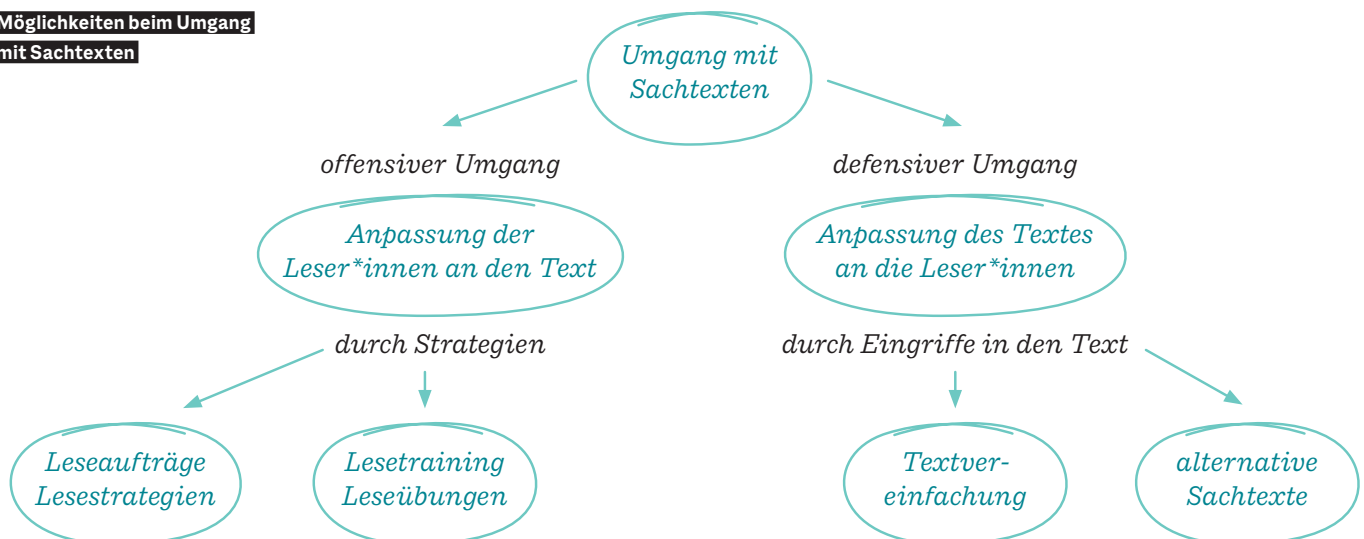 Möglichkeiten beim Umgang
mit Sachtexten
Umgang mit
Sachtexten
offensiver Umgang
defensiver Umgang
Anpassung der
Leser*innen an den Text
Anpassung des Textes
an die Leser*innen
durch Strategien
durch Eingriffe in den Text
Leseaufträge
Lesestrategien
Lesetraining
Leseübungen
Textver-
einfachung
alternative
Sachtexte